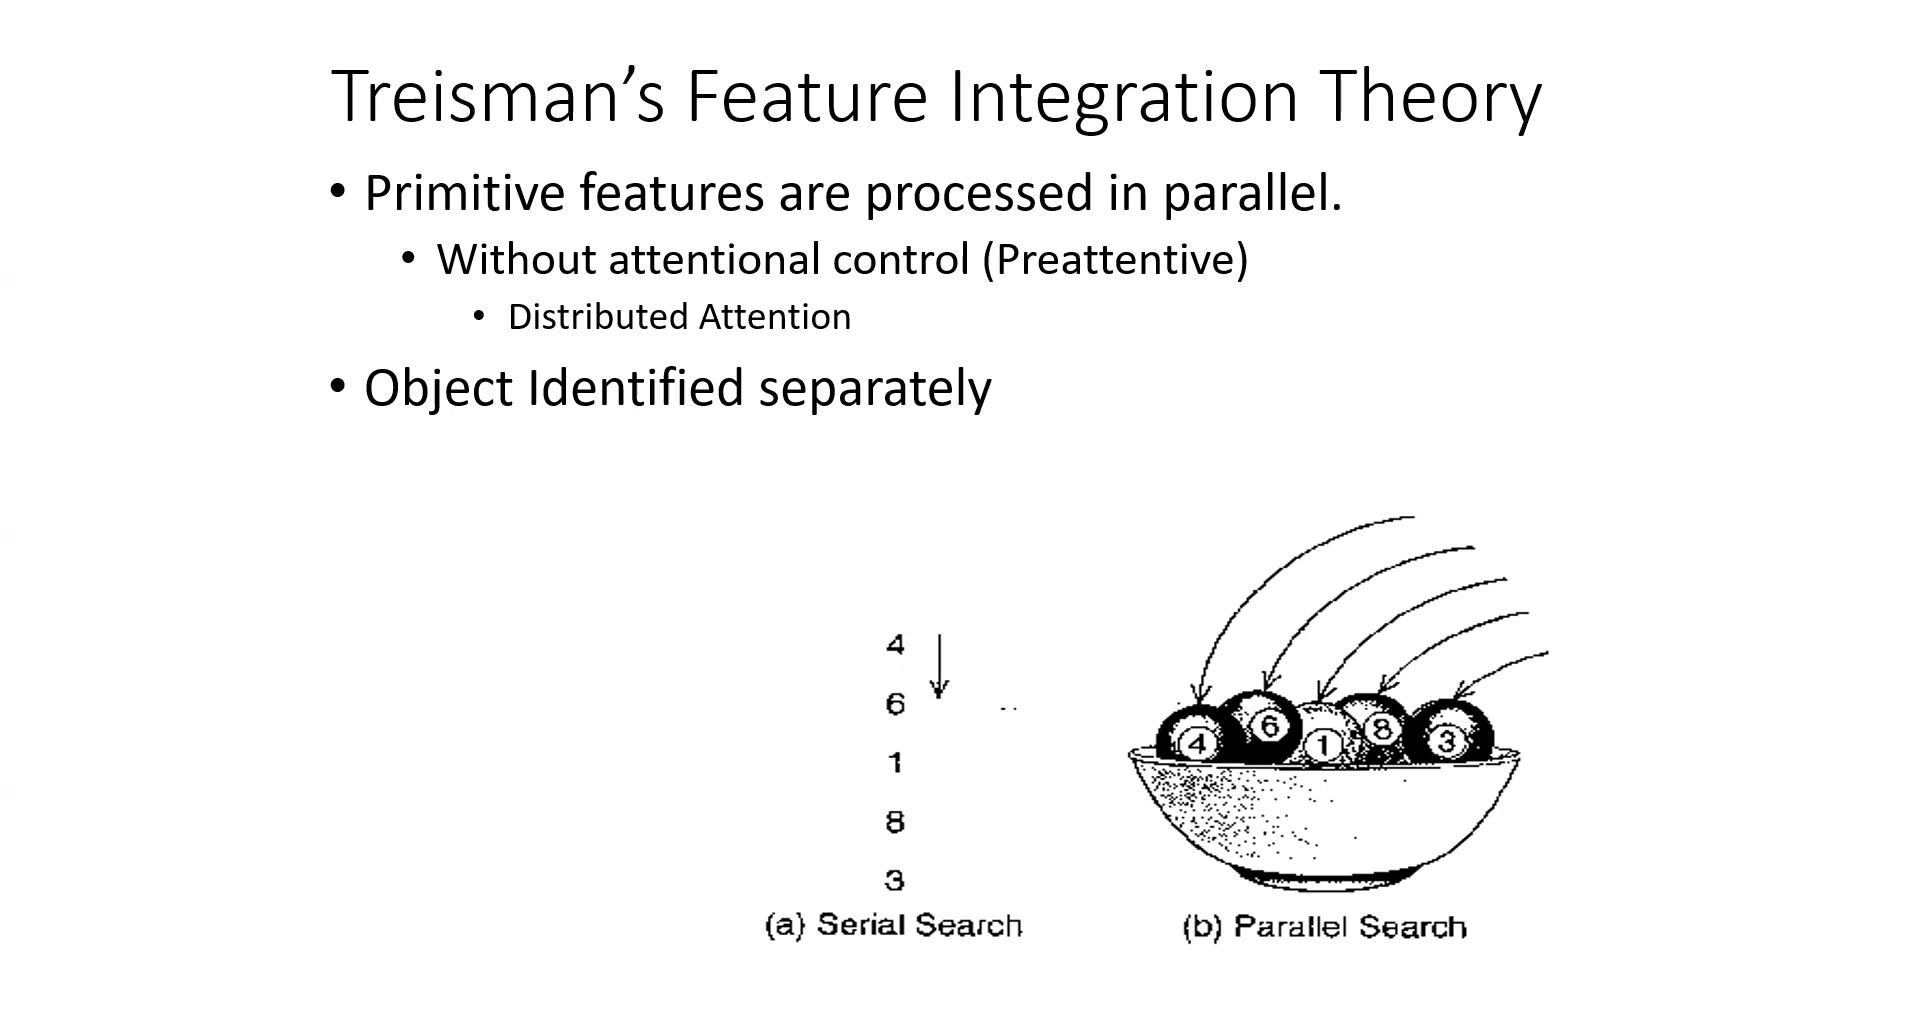 Treisman’s Feature Integration Theory
• Primitive features are processed in parallel.
• Without attentional control (Preattentive)
• Distributed Attention
• Object Identified separately
4
6
1
8
3
(a) Serial Search
4 6 1 8 3
(b) Parallel Search